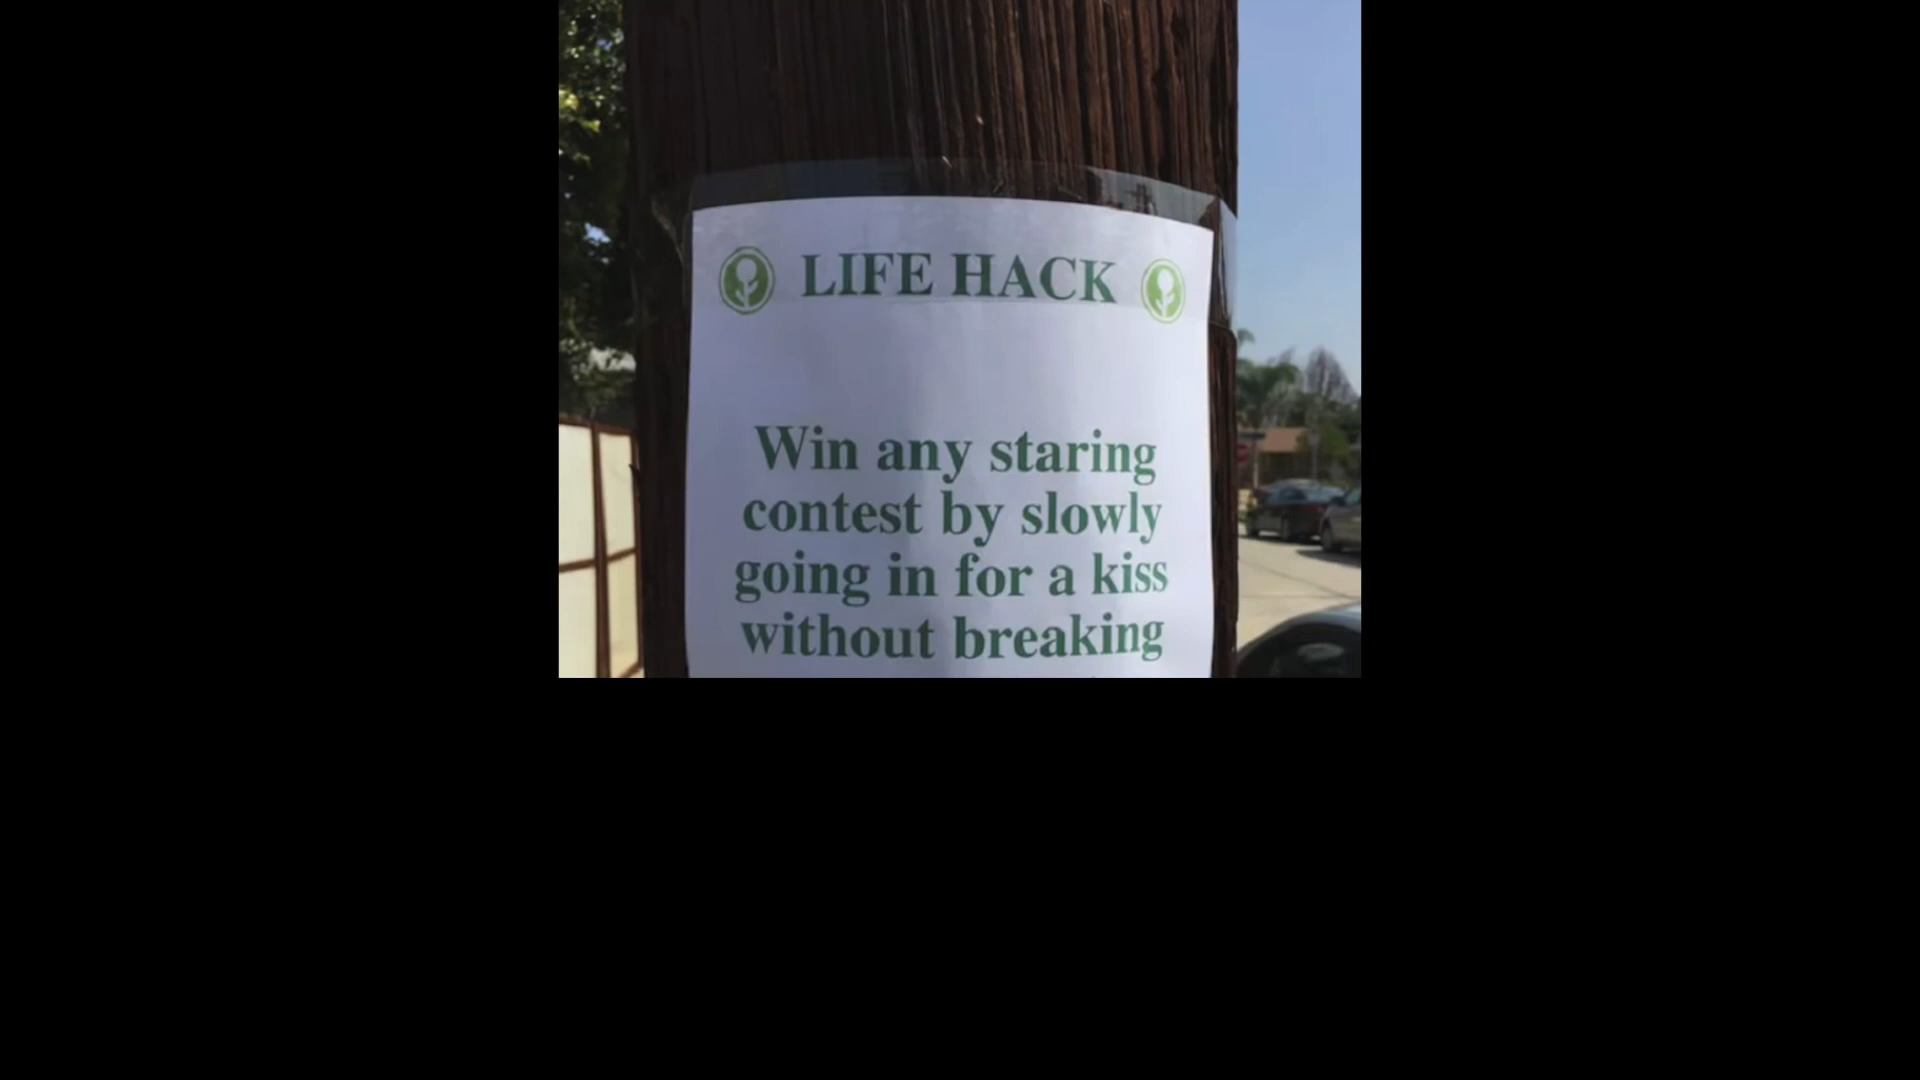 LIFE HACK
Win any staring
contest by slowly
going in for a kiss
without breaking